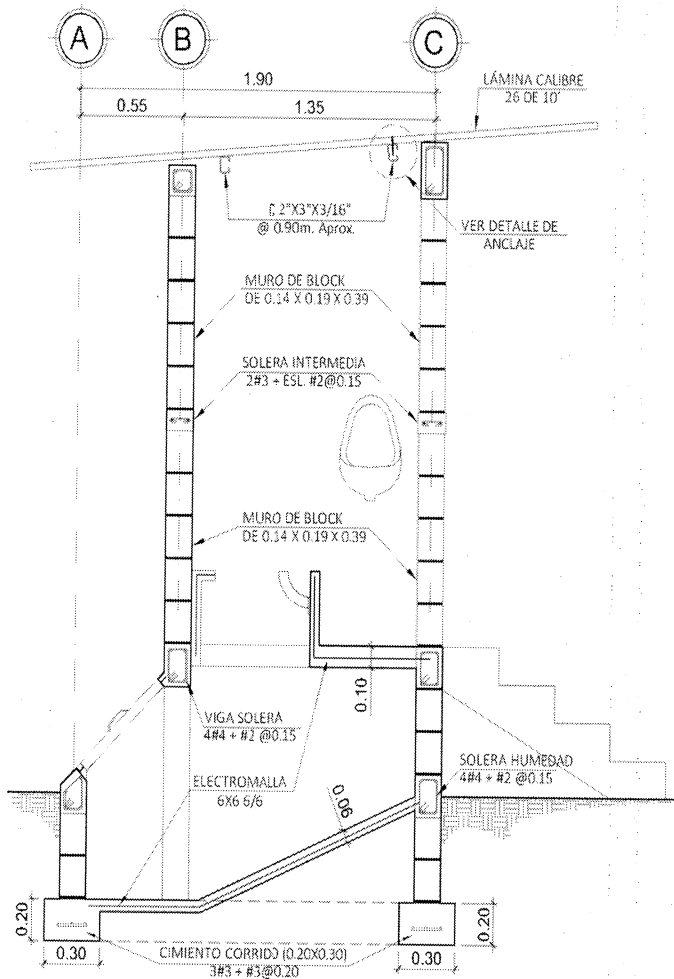 A B C
1.90
0.55 1.35
LÁMINA CALIBRE
26 DE 10'
2"X3"X3/16"
@ 0.90m. Aprox.
VER DETALLE DE
ANCLAJE
MURO DE BLOCK
DE 0.14 X 0.19 X 0.39
SOLERA INTERMEDIA
2#3 + ESL. #2@0.15
MURO DE BLOCK
DE 0.14 X 0.19 X 0.39
0.10
VIGA SOLERA
4#4 + #2 @0.15
SOLERA HUMEDAD
4#4 + #2 @0.15
ELECTROMALLA
6X6 6/6
0.06
0.20
0.20
0.30
CIMIENTO CORRIDO (0.20X0.30)
3#3 + #3@0.20
0.30